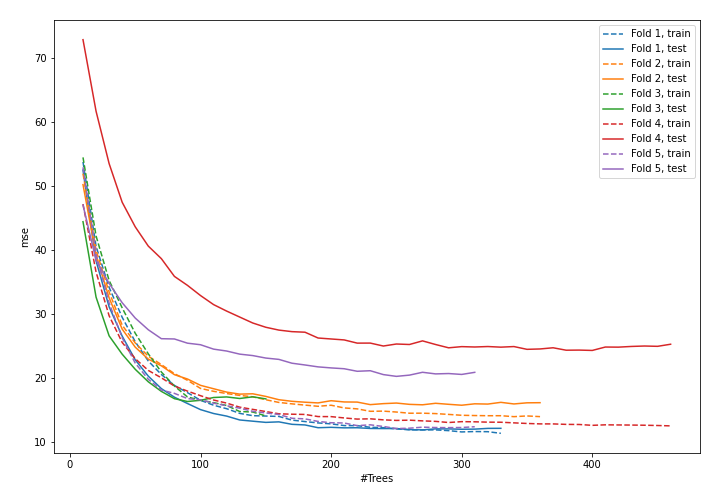 70
60
50
40
30
20
10
mse
0
100
200
300
400
#Trees
Fold 1, train
Fold 1, test
Fold 2, train
Fold 2, test
Fold 3, train
Fold 3, test
Fold 4, train
Fold 4, test
Fold 5, train
Fold 5, test